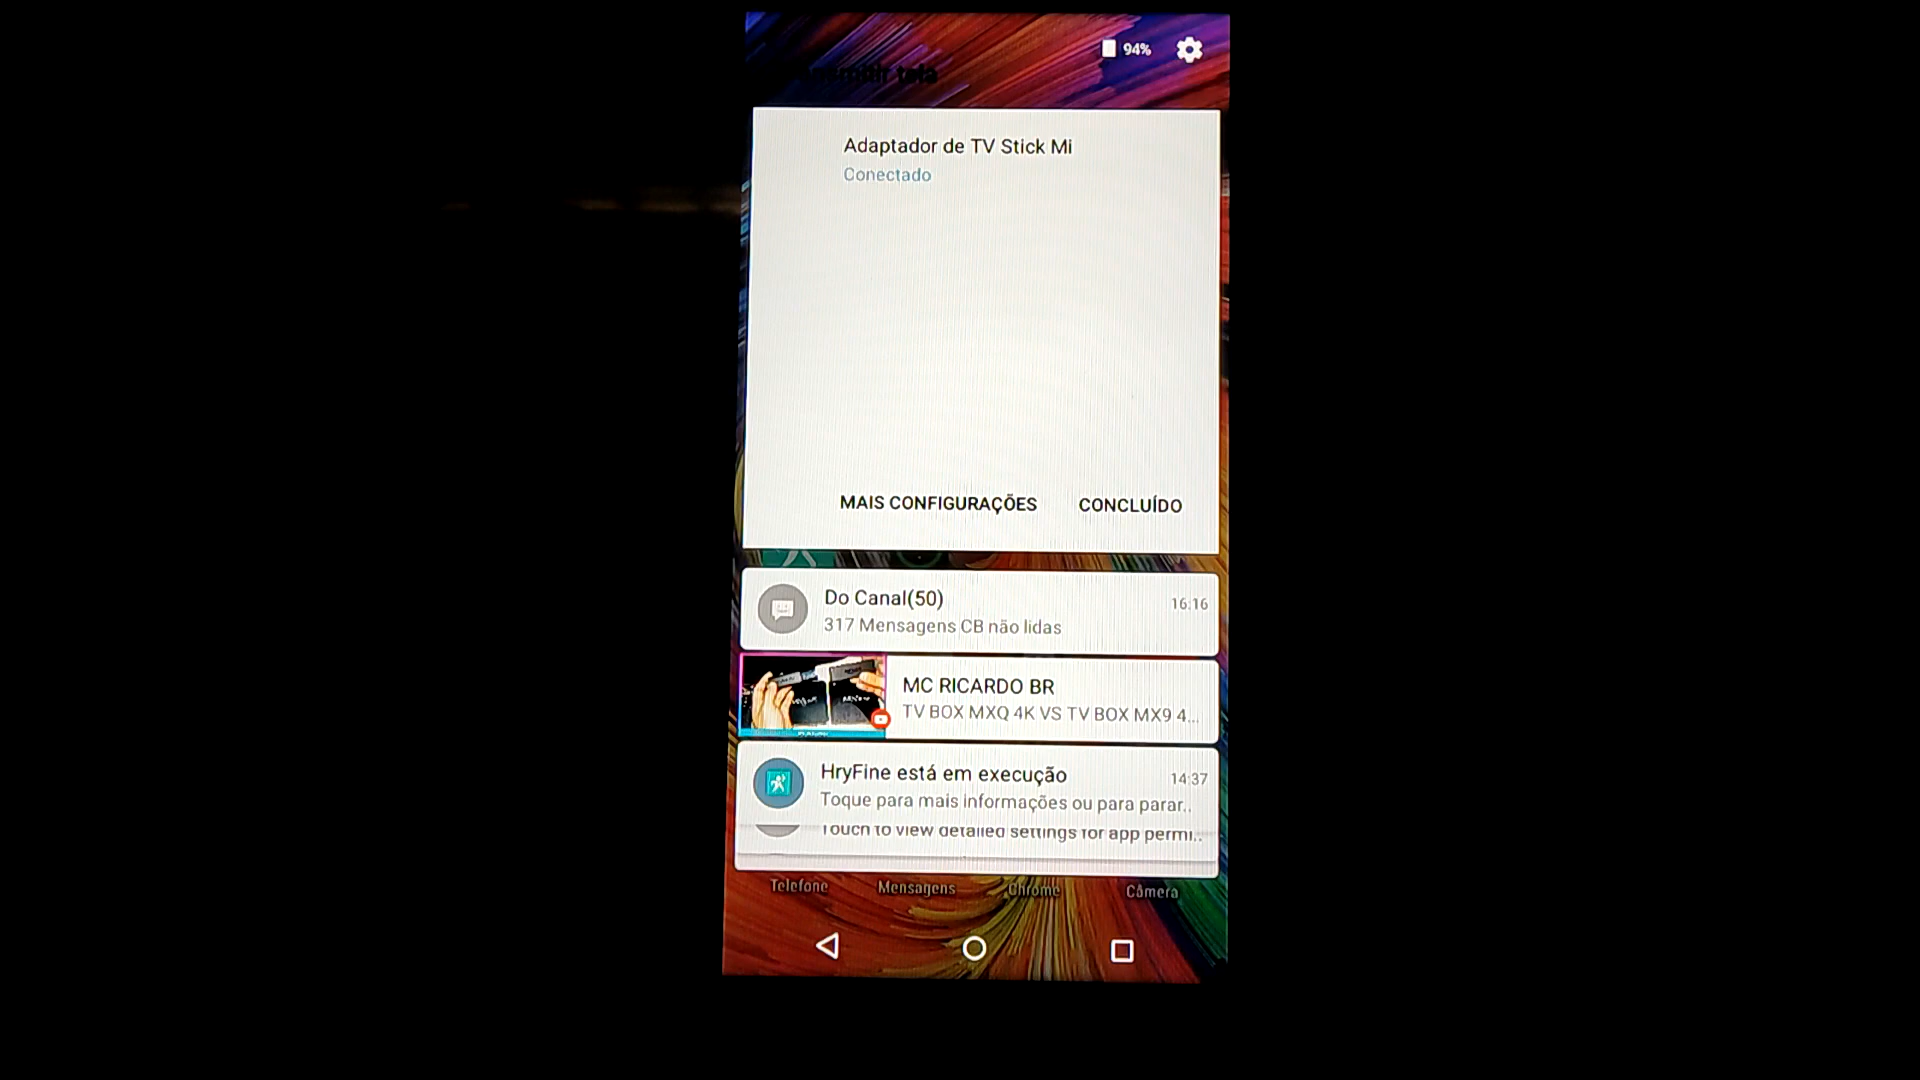 94%
tela
Adaptador de TV Stick Mi
Conectado
MAIS CONFIGURAÇÕES CONCLUÍDO
Do Canal(50) 16:16
317 Mensagens CB não lidas
MC RICARDO BR
TV BOX MXQ 4K VS TV BOX MX9 4...
HryFine está em execução 14:37
Toque para mais informações ou para parar..
Touch to view detailed settings for app permi..
Telefone Mensagens Chrome Câmera